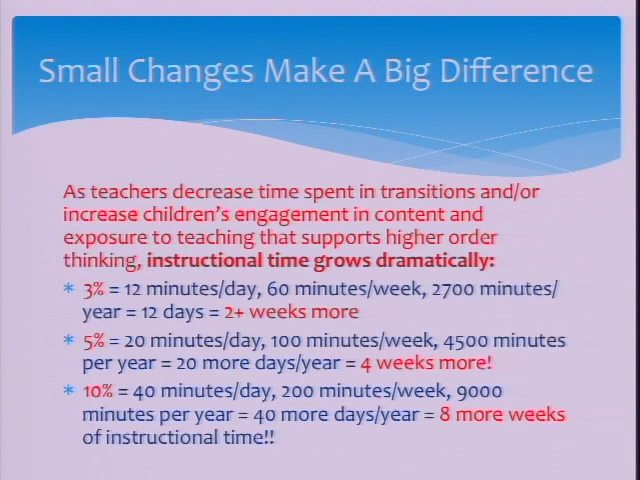 Small Changes Make A Big Difference
As teachers decrease time spent in transitions and/or
increase children's engagement in content and
exposure to teaching that supports higher order
thinking, instructional time grows dramatically:
* 3% = 12 minutes/day, 60 minutes/week, 2700 minutes/
year = 12 days = 2+ weeks more
* 5% = 20 minutes/day, 100 minutes/week, 4500 minutes
per year = 20 more days/year = 4 weeks more!
* 10% = 40 minutes/day, 200 minutes/week, 9000
minutes per year = 40 more days/year = 8 more weeks
of instructional time!!